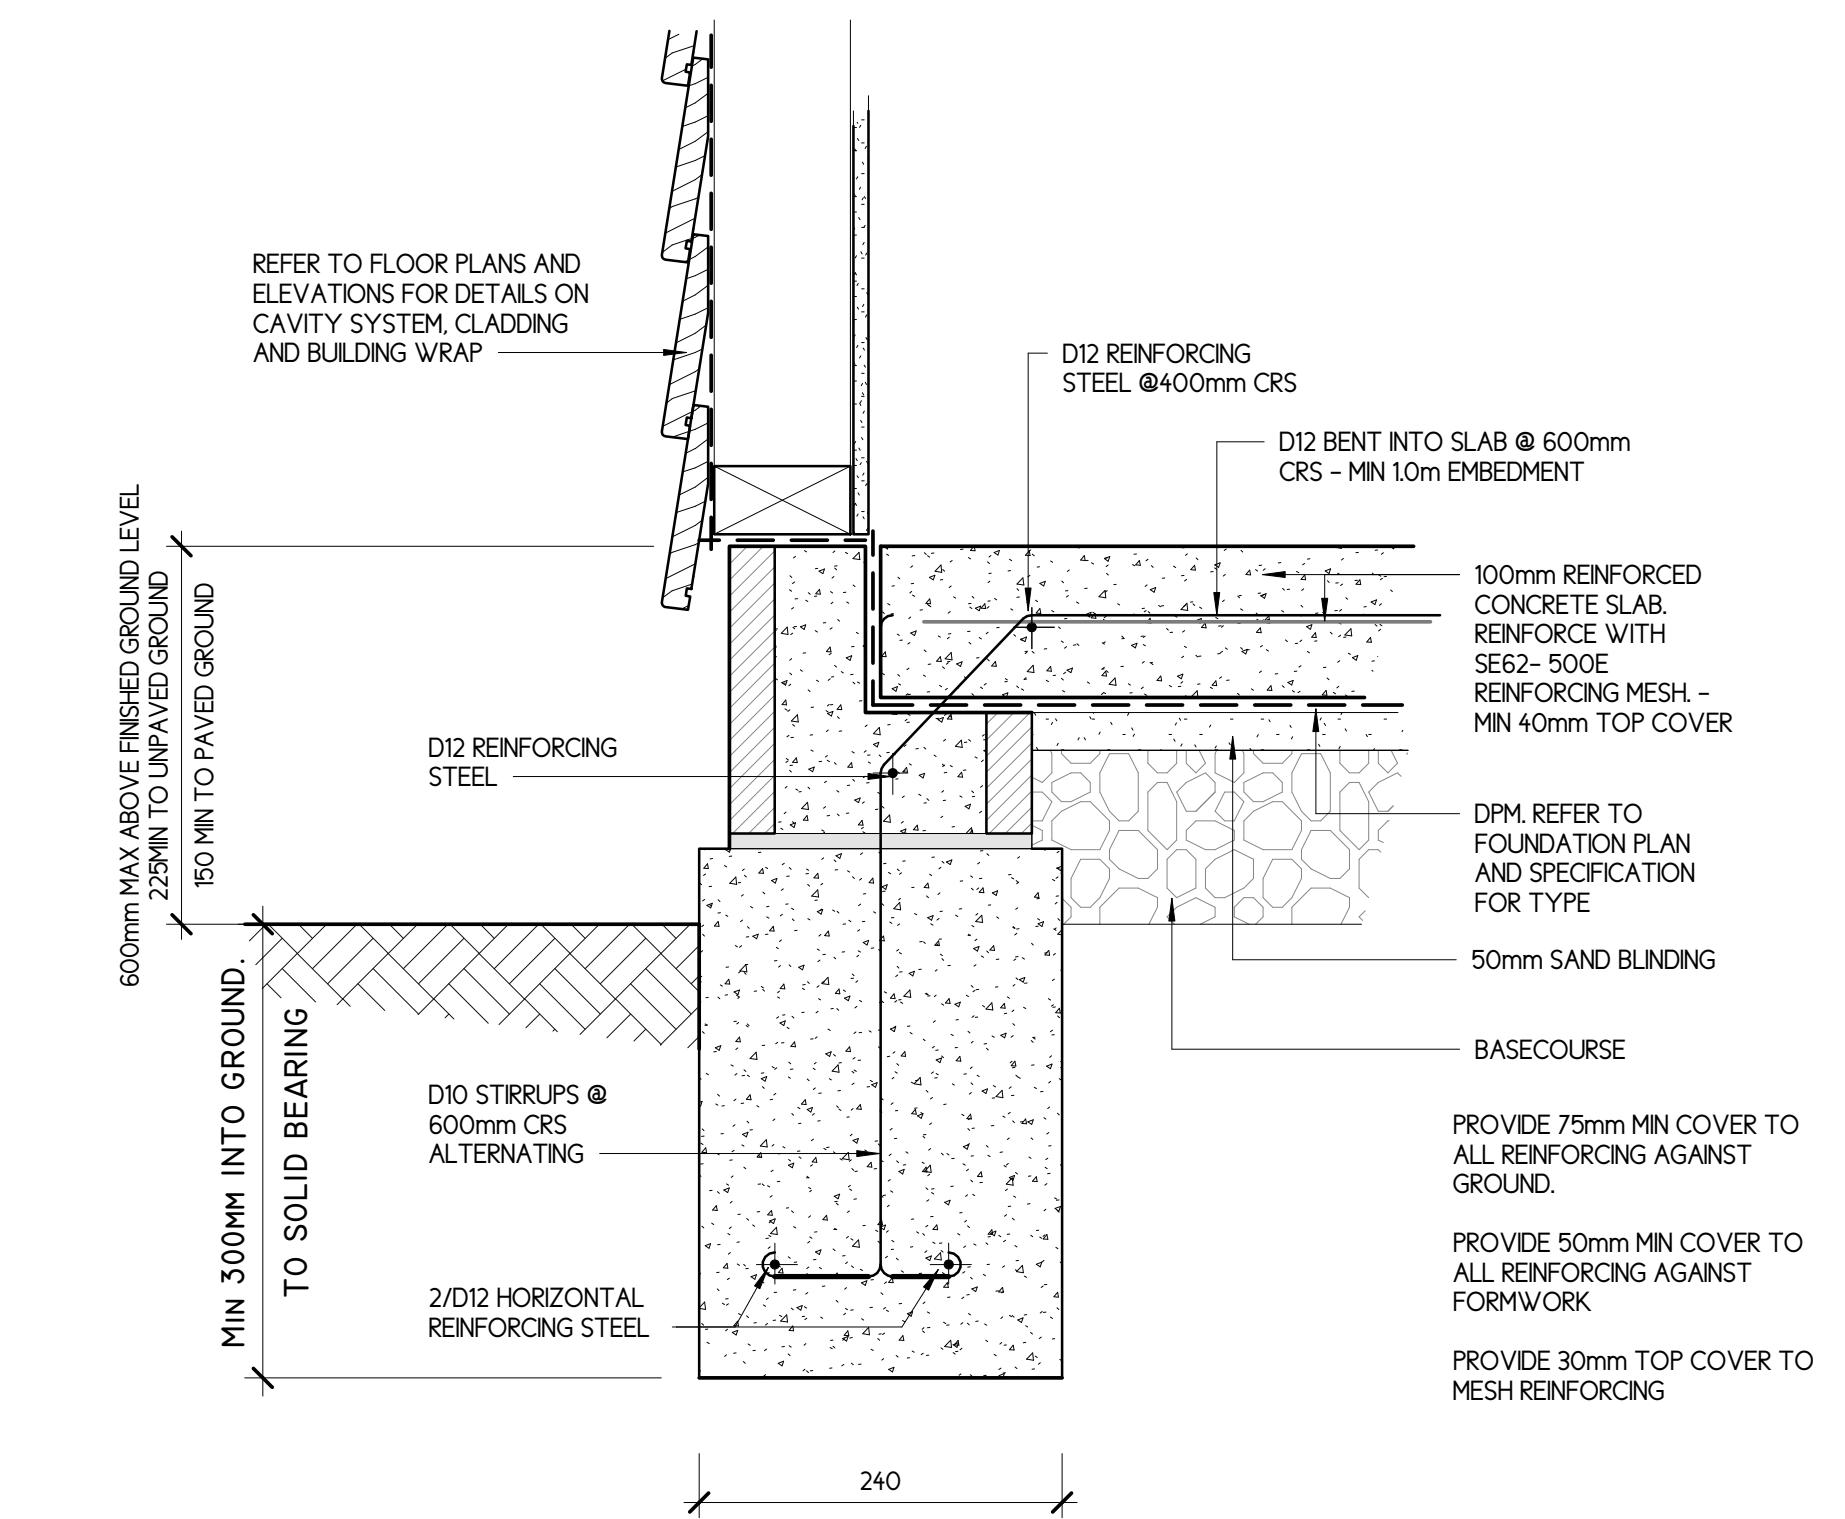 REFER TO FLOOR PLANS AND
ELEVATIONS FOR DETAILS ON
CAVITY SYSTEM, CLADDING
AND BUILDING WRAP
D12 REINFORCING
STEEL @400mm CRS
D12 BENT INTO SLAB @ 600mm
CRS - MIN 1.0m EMBEDMENT
600mm MAX ABOVE FINISHED GROUND LEVEL
225MIN TO UNPAVED GROUND
150 MIN TO PAVED GROUND
100mm REINFORCED
CONCRETE SLAB.
REINFORCE WITH
SE62- 500E
REINFORCING MESH. -
MIN 40mm TOP COVER
D12 REINFORCING
STEEL
DPM. REFER TO
FOUNDATION PLAN
AND SPECIFICATION
FOR TYPE
50mm SAND BLINDING
BASECOURSE
MIN 300MM INTO GROUND.
TO SOLID BEARING
D10 STIRRUPS @
600mm CRS
ALTERNATING
2/D12 HORIZONTAL
REINFORCING STEEL
PROVIDE 75mm MIN COVER TO
ALL REINFORCING AGAINST
GROUND.
PROVIDE 50mm MIN COVER TO
ALL REINFORCING AGAINST
FORMWORK
PROVIDE 30mm TOP COVER TO
MESH REINFORCING
240